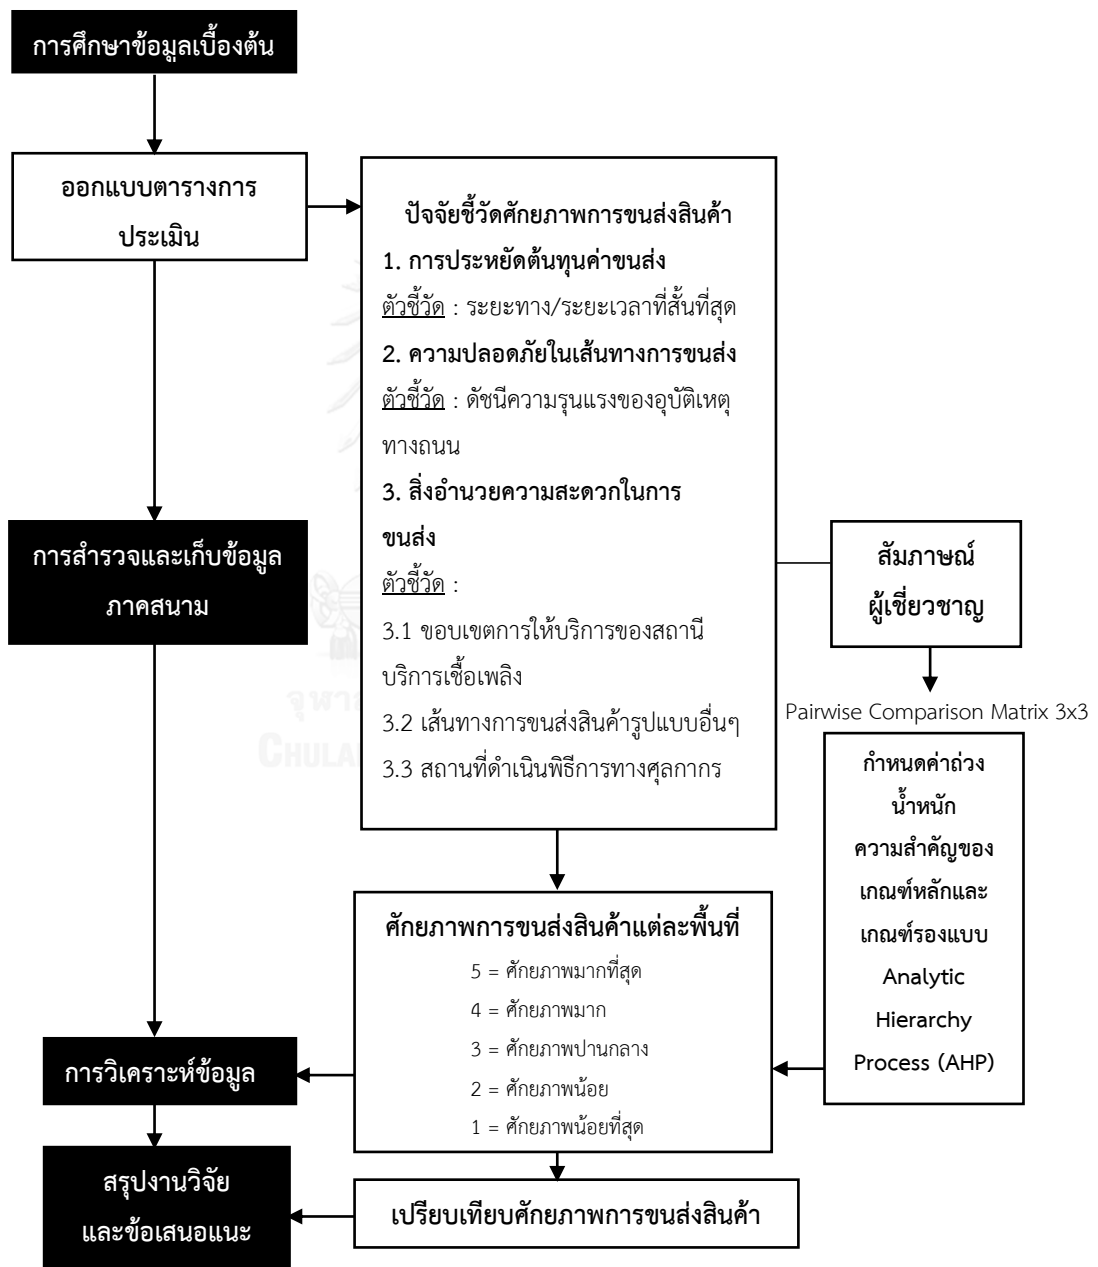 การศึกษาข้อมูลเบื้องต้น
ออกแบบตารางการ
ประเมิน
ปัจจัยชี้วัดศักยภาพการขนส่งสินค้า
1. การประหยัดต้นทุนค่าขนส่ง
ตัวชี้วัด : ระยะทาง/ระยะเวลาที่สั้นที่สุด
2. ความปลอดภัยในเส้นทางการขนส่ง
ตัวชี้วัด : ดัชนีความรุนแรงของอุบัติเหตุ
ทางถนน
3. สิ่งอำนวยความสะดวกในการ
ขนส่ง
ตัวชี้วัด :
3.1 ขอบเขตการให้บริการของสถานี
บริการเชื้อเพลิง
3.2 เส้นทางการขนส่งสินค้ารูปแบบอื่นๆ
3.3 สถานที่ดำเนินพิธีการทางศุลกากร
การสำรวจและเก็บข้อมูล
ภาคสนาม
สัมภาษณ์
ผู้เชี่ยวชาญ
Pairwise Comparison Matrix 3x3
กำหนดค่าถ่วง
น้ำหนัก
ความสำคัญของ
เกณฑ์หลักและ
เกณฑ์รองแบบ
Analytic
Hierarchy
Process (AHP)
ศักยภาพการขนส่งสินค้าแต่ละพื้นที่
5 = ศักยภาพมากที่สุด
4 = ศักยภาพมาก
3 = ศักยภาพปานกลาง
2 = ศักยภาพน้อย
1 = ศักยภาพน้อยที่สุด
การวิเคราะห์ข้อมูล
สรุปงานวิจัย
และข้อเสนอแนะ
เปรียบเทียบศักยภาพการขนส่งสินค้า